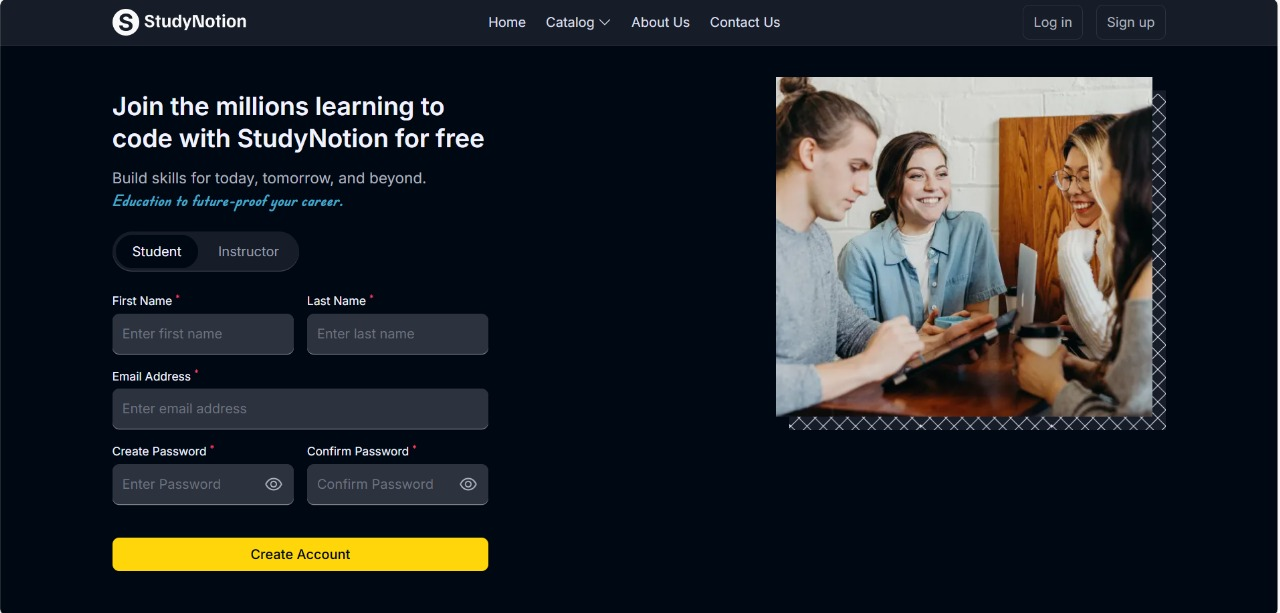 StudyNotion
Home Catalog About Us Contact Us
Log in Sign up
Join the millions learning to
code with StudyNotion for free
Build skills for today, tomorrow, and beyond.
Education to future-proof your career.
Student Instructor
First Name * Last Name *
Enter first name Enter last name
Email Address *
Enter email address
Create Password * Confirm Password *
Enter Password Confirm Password
Create Account